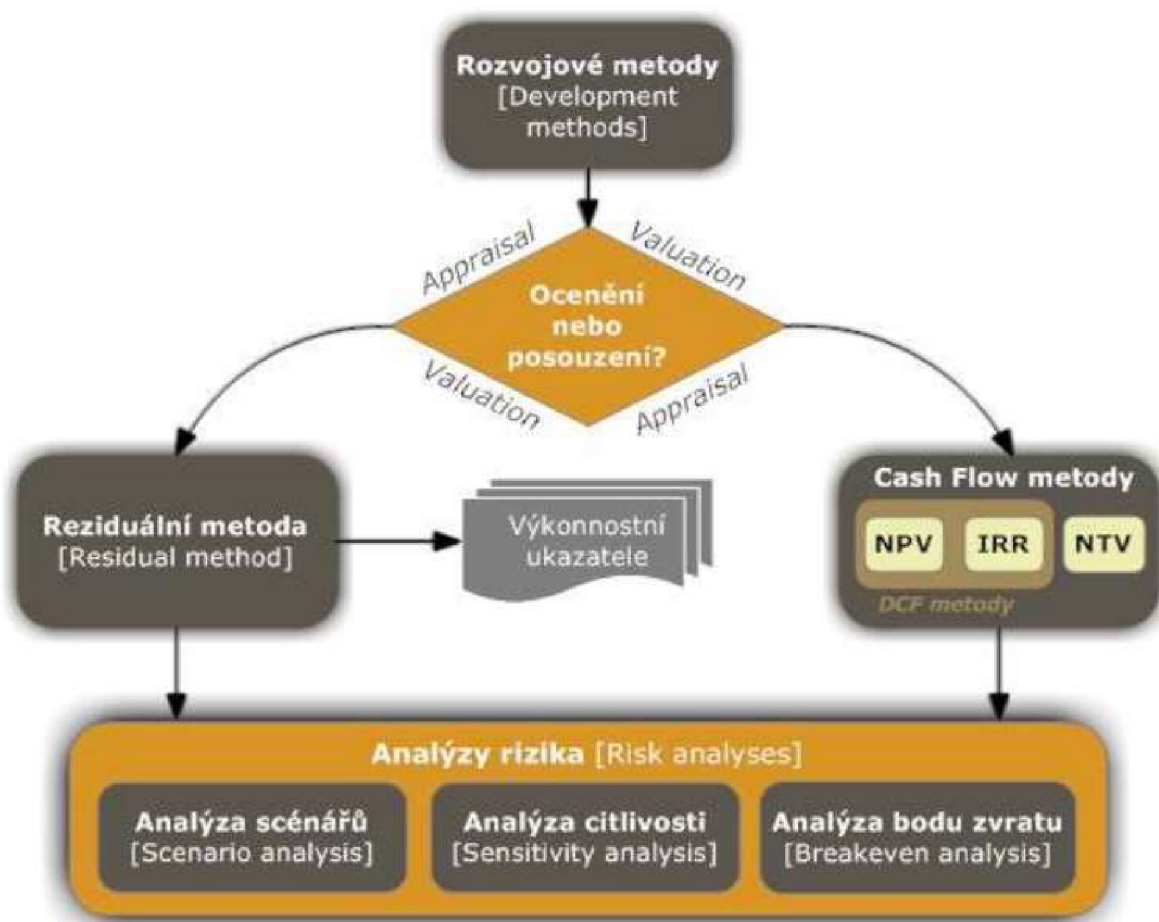 Rozvojové metody
[Development
methods]
Appraisal
Valuation
Ocenění
nebo
posouzení?
Valuation
Appraisal
Reziduální metoda
[Residual method]
Výkonnostní
ukazatele
Cash Flow metody
NPV
IRR
NTV
DCF metody
Analýzy rizika [Risk analyses]
Analýza scénářů
[Scenario analysis]
Analýza citlivosti
[Sensitivity analysis]
Analýza bodu zvratu
[Breakeven analysis]